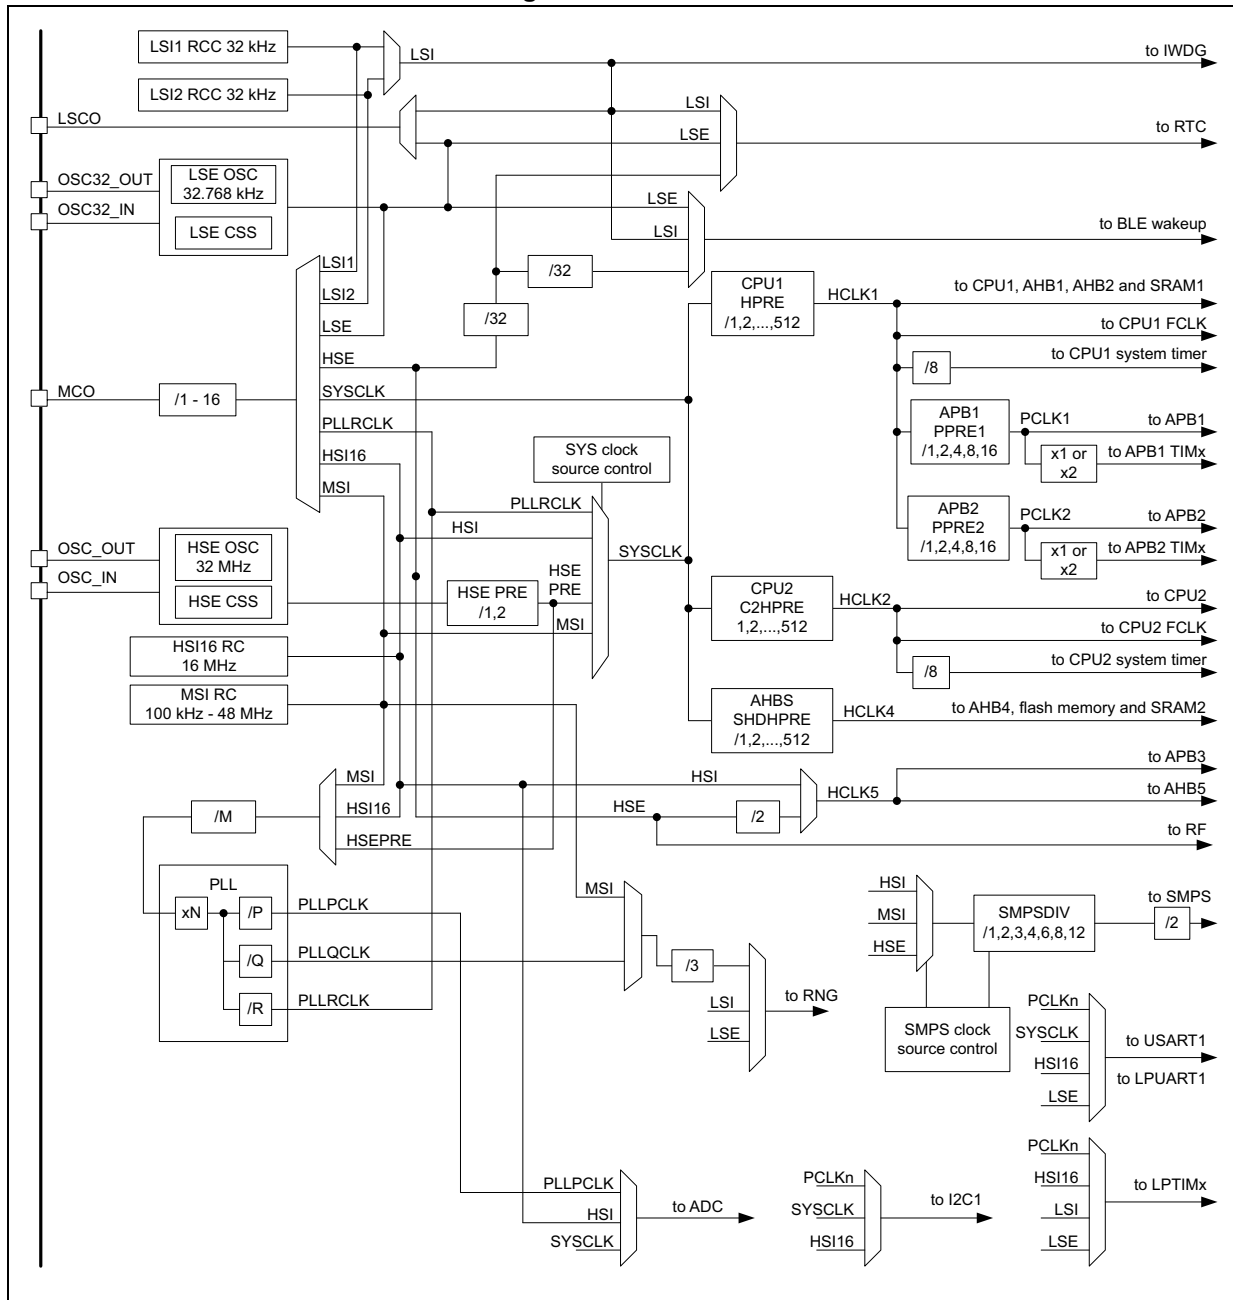 LSI1 RCC 32 kHz
LSI
to IWDG
LSI2 RCC 32 kHz
LSCO
LSI
LSE
to RTC
OSC32_OUT
OSC32_IN
LSE OSC
32.768 kHz
LSE CSS
LSE
LSI
to BLE wakeup
/32
/32
LSI1
LSI2
LSE
HSE
SYSCLK
PLLRCLK
HSI16
MSI
MCO
/1 - 16
CPU1
HPRE
/1,2,...,512
HCLK1
to CPU1, AHB1, AHB2 and SRAM1
to CPU1 FCLK
to CPU1 system timer
/8
APB1
PPRE1
/1,2,4,8,16
PCLK1
to APB1
x1 or
x2
to APB1 TIMx
SYS clock
source control
PLLRCLK
HSI
HSE
PRE
MSI
SYSCLK
APB2
PPRE2
/1,2,4,8,16
PCLK2
to APB2
x1 or
x2
to APB2 TIMx
OSC_OUT
OSC_IN
HSE OSC
32 MHz
HSE CSS
HSE PRE
/1,2
CPU2
C2HPRE
1,2,...,512
HCLK2
to CPU2
to CPU2 FCLK
to CPU2 system timer
/8
HSI16 RC
16 MHz
MSI RC
100 kHz - 48 MHz
AHBS
SHDHPRE
/1,2,...,512
HCLK4
to AHB4, flash memory and SRAM2
MSI
HSI16
HSEPRE
/M
HSI
HSE
/2
HCLK5
to APB3
to AHB5
to RF
PLL
xN
/P
/Q
/R
PLLPCLK
PLLQCLK
PLLRCLK
MSI
/3
LSI
LSE
to RNG
HSI
MSI
HSE
SMPSDIV
/1,2,3,4,6,8,12
to SMPS
/2
SMPS clock
source control
PCLKn
SYSCLK
HSI16
LSE
to USART1
to LPUART1
PLLPCLK
HSI
SYSCLK
to ADC
PCLKn
SYSCLK
HSI16
to I2C1
PCLKn
HSI16
LSI
LSE
to LPTIMx